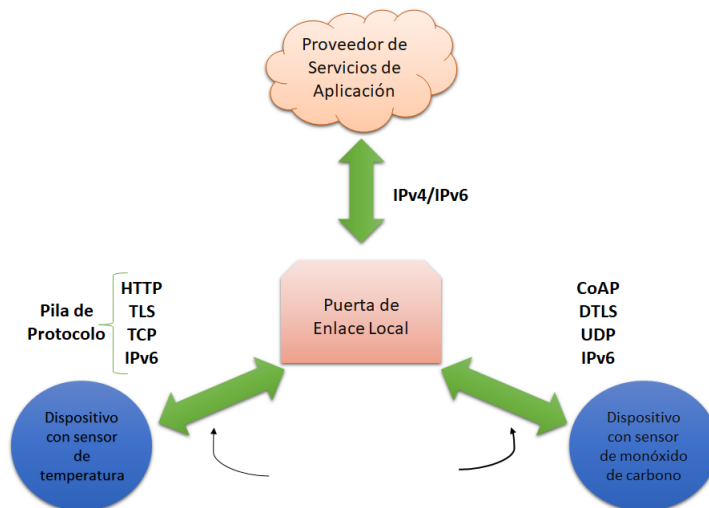 Proveedor de
Servicios de
Aplicación
IPv4/IPv6
Puerta de
Enlace Local
Pila de
Protocolo
HTTP
TLS
TCP
IPv6
CoAP
DTLS
UDP
IPv6
Dispositivo
con sensor
de
temperatura
Dispositivo
con sensor
de monóxido
de carbono